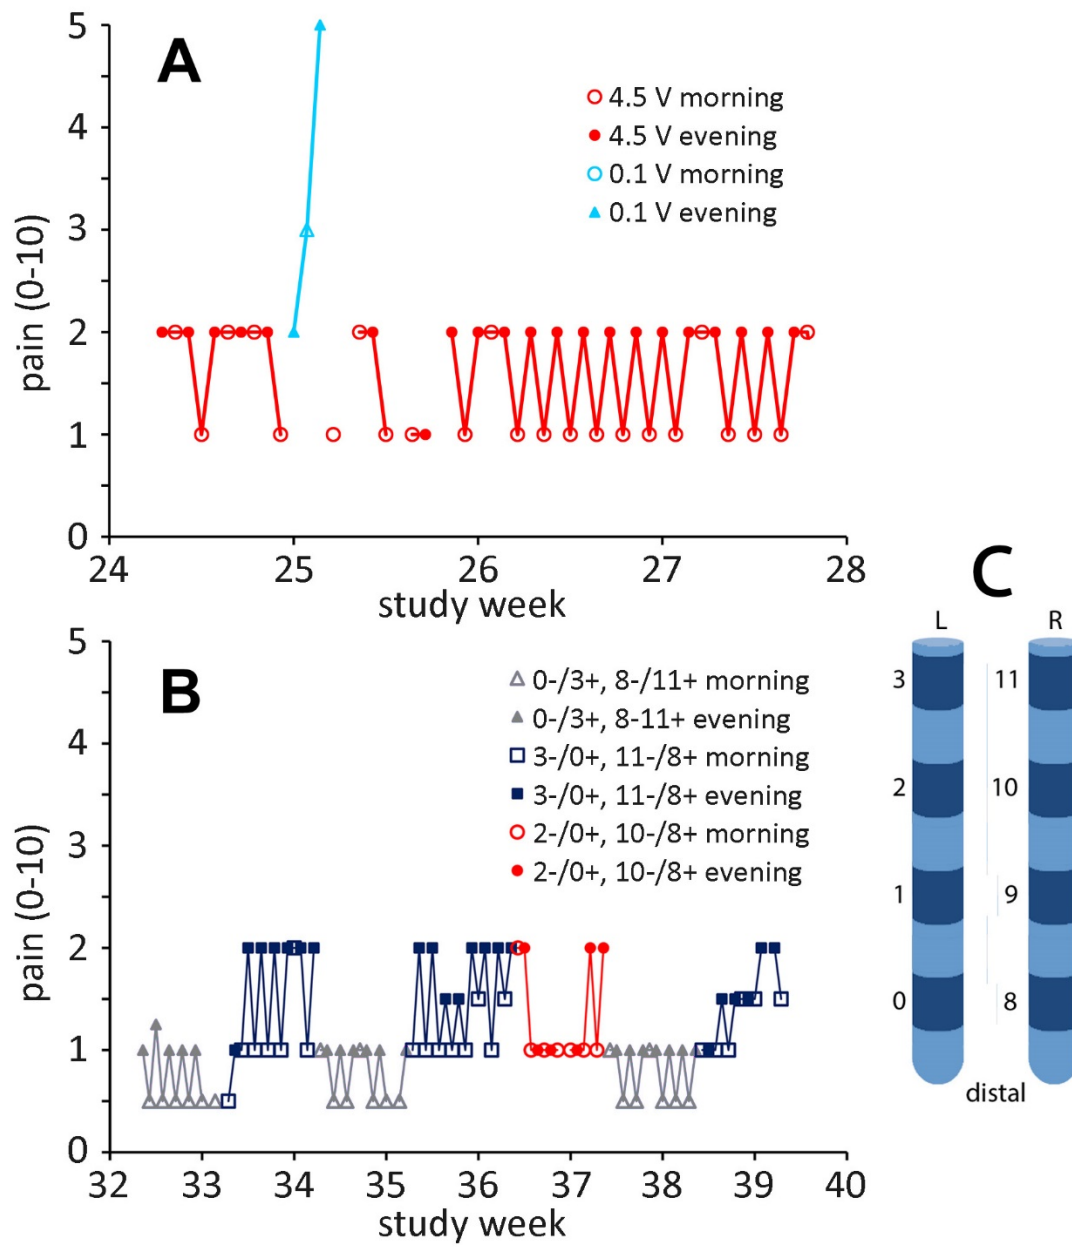 A
5
4
3
2
1
0
pain (0-10)
4.5 V morning
4.5 V evening
0.1 V morning
0.1 V evening
24
25
26
27
28
study week
B
5
4
3
2
1
0
pain (0-10)
0-/3+, 8-/11+ morning
0-/3+, 8-11+ evening
3-/0+, 11-/8+ morning
3-/0+, 11-/8+ evening
2-/0+, 10-/8+ morning
2-/0+, 10-/8+ evening
32
33
34
35
36
37
38
39
40
study week
C
L
R
3
11
2
10
1
9
0
8
distal